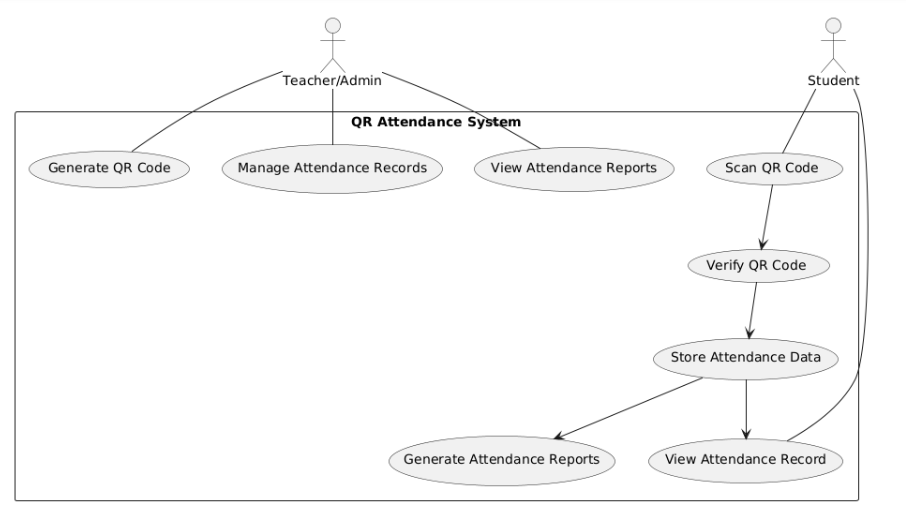 Teacher/Admin
Student
QR Attendance System
Generate QR Code
Manage Attendance Records
View Attendance Reports
Scan QR Code
Verify QR Code
Store Attendance Data
Generate Attendance Reports
View Attendance Record